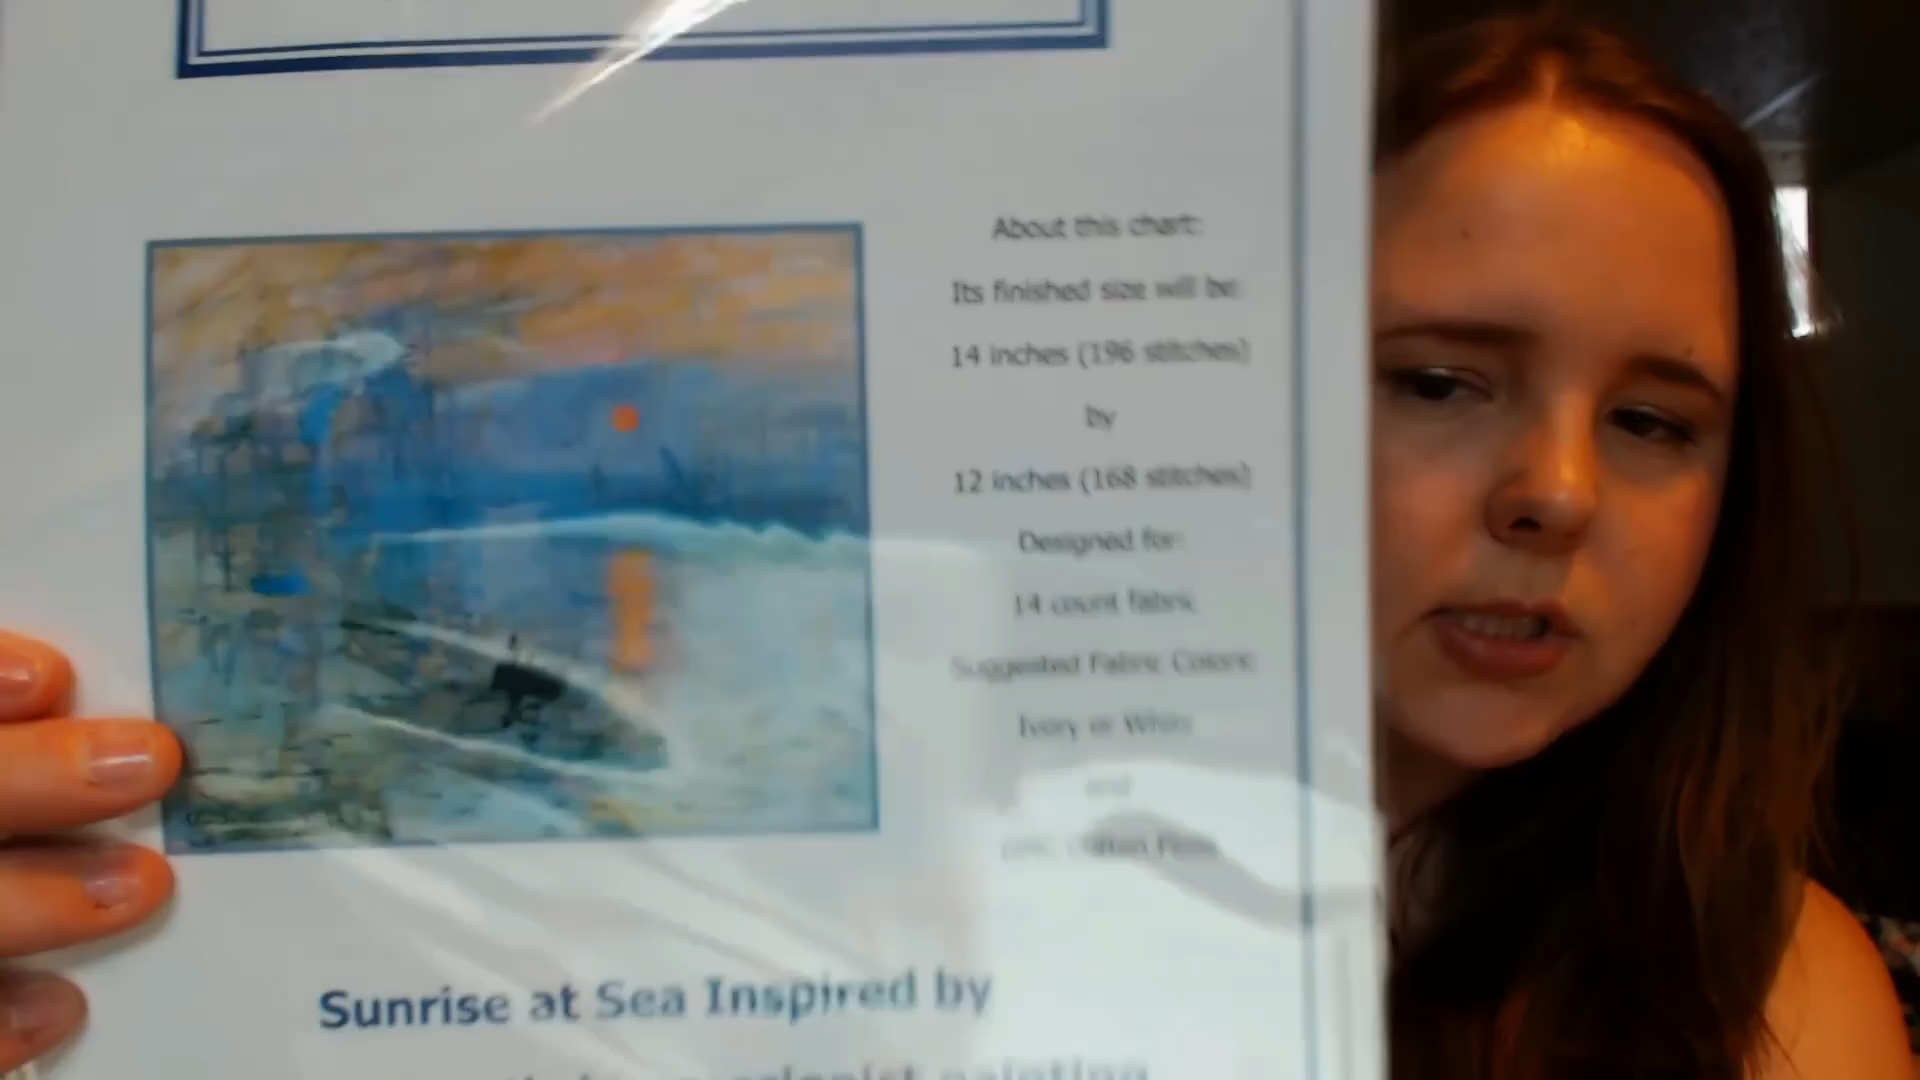 About this chart:
Its finished size will be:
14 inches (196 stitches)
by
12 inches (168 stitches)
Designed for:
14 count fabric
Suggested Fabric Colors:
Ivory or White
and
Sunrise at Sea Inspired by
painting